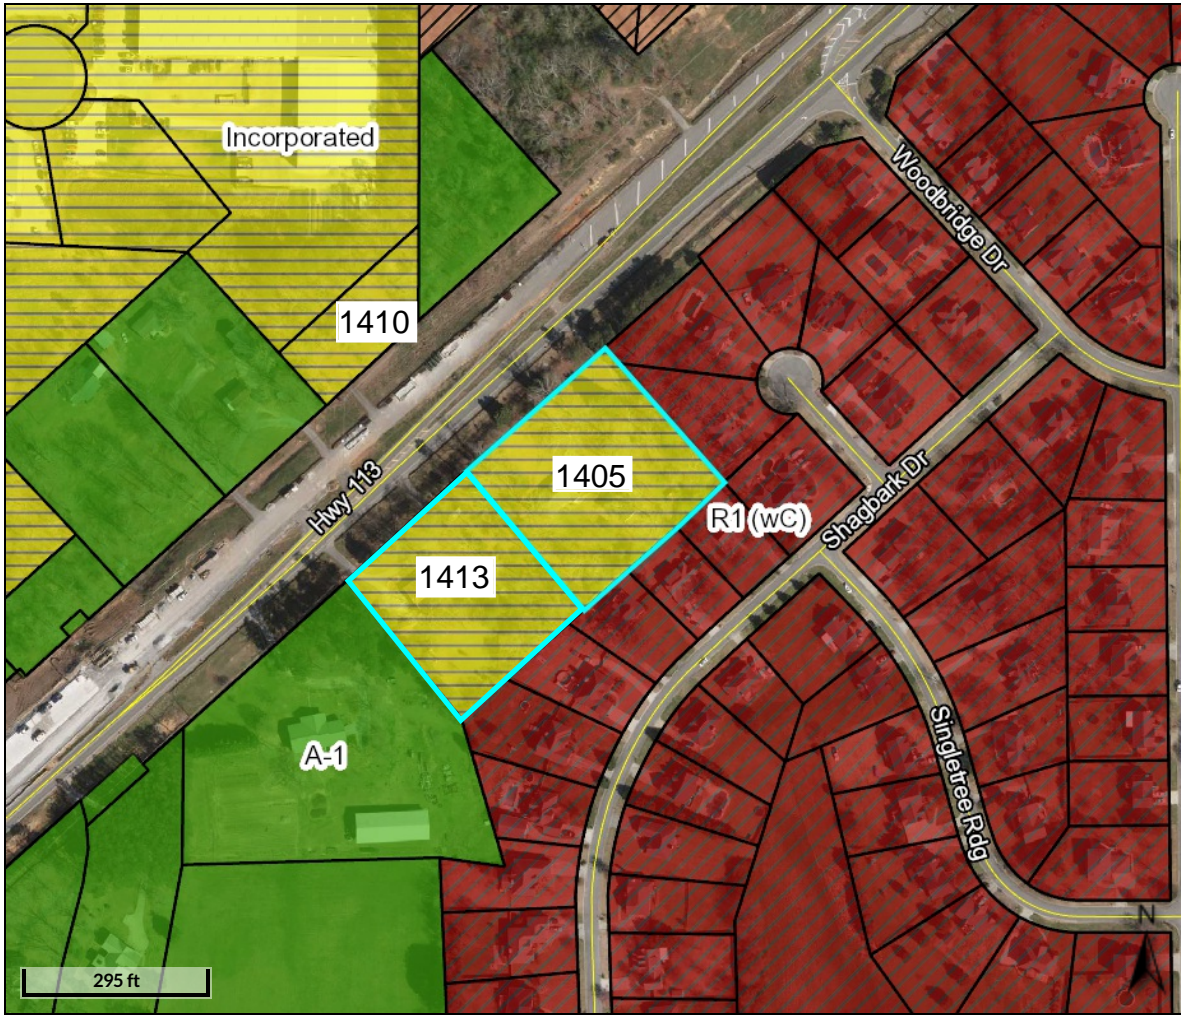 Incorporated
Woodbridge Dr
1410
1405
Hwy 113
Shagbark Dr
R1 (wC)
1413
A-1
Singletree Rdg
N
295 ft